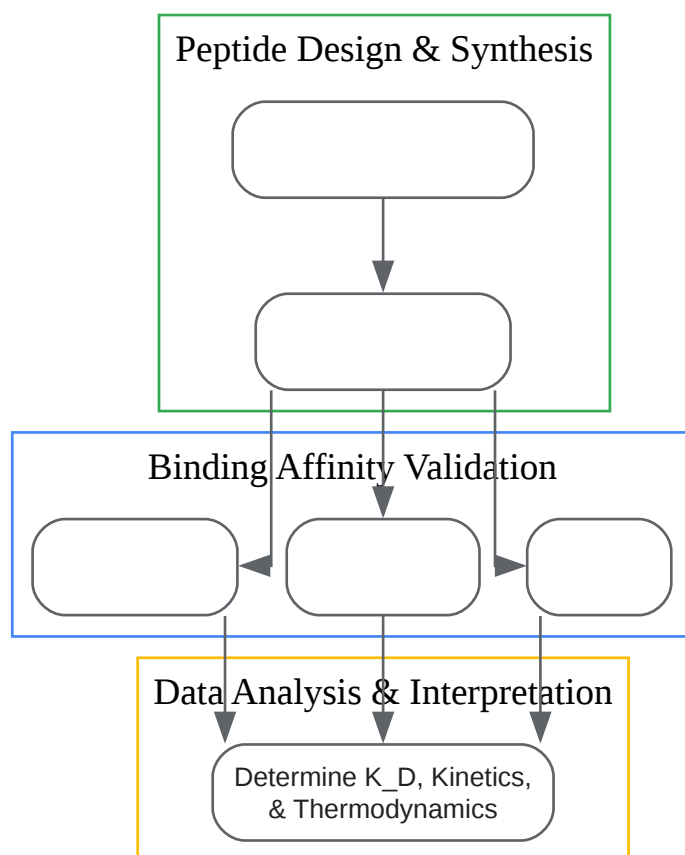 Peptide Design & Synthesis
Binding Affinity Validation
Data Analysis & Interpretation
Determine K_D, Kinetics,
& Thermodynamics